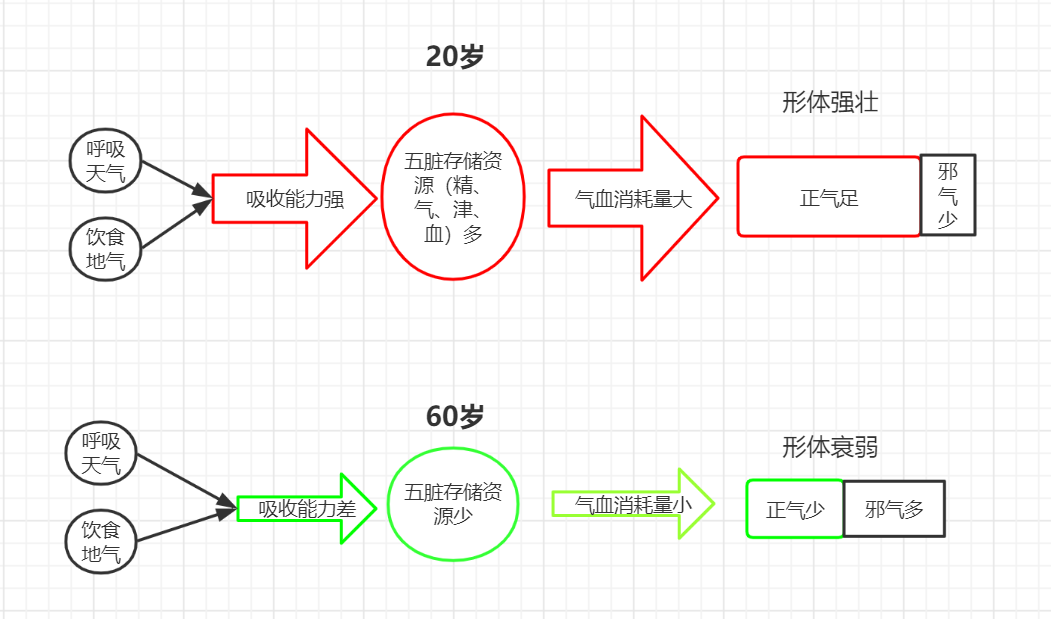 20岁
形体强壮
呼吸
天气
饮食
地气
吸收能力强
五脏存储资
源（精、
气、津、
血）多
气血消耗量大
正气足
邪
气
少
60岁
形体衰弱
呼吸
天气
饮食
地气
吸收能力差
五脏存储资
源少
气血消耗量小
正气少
邪气多